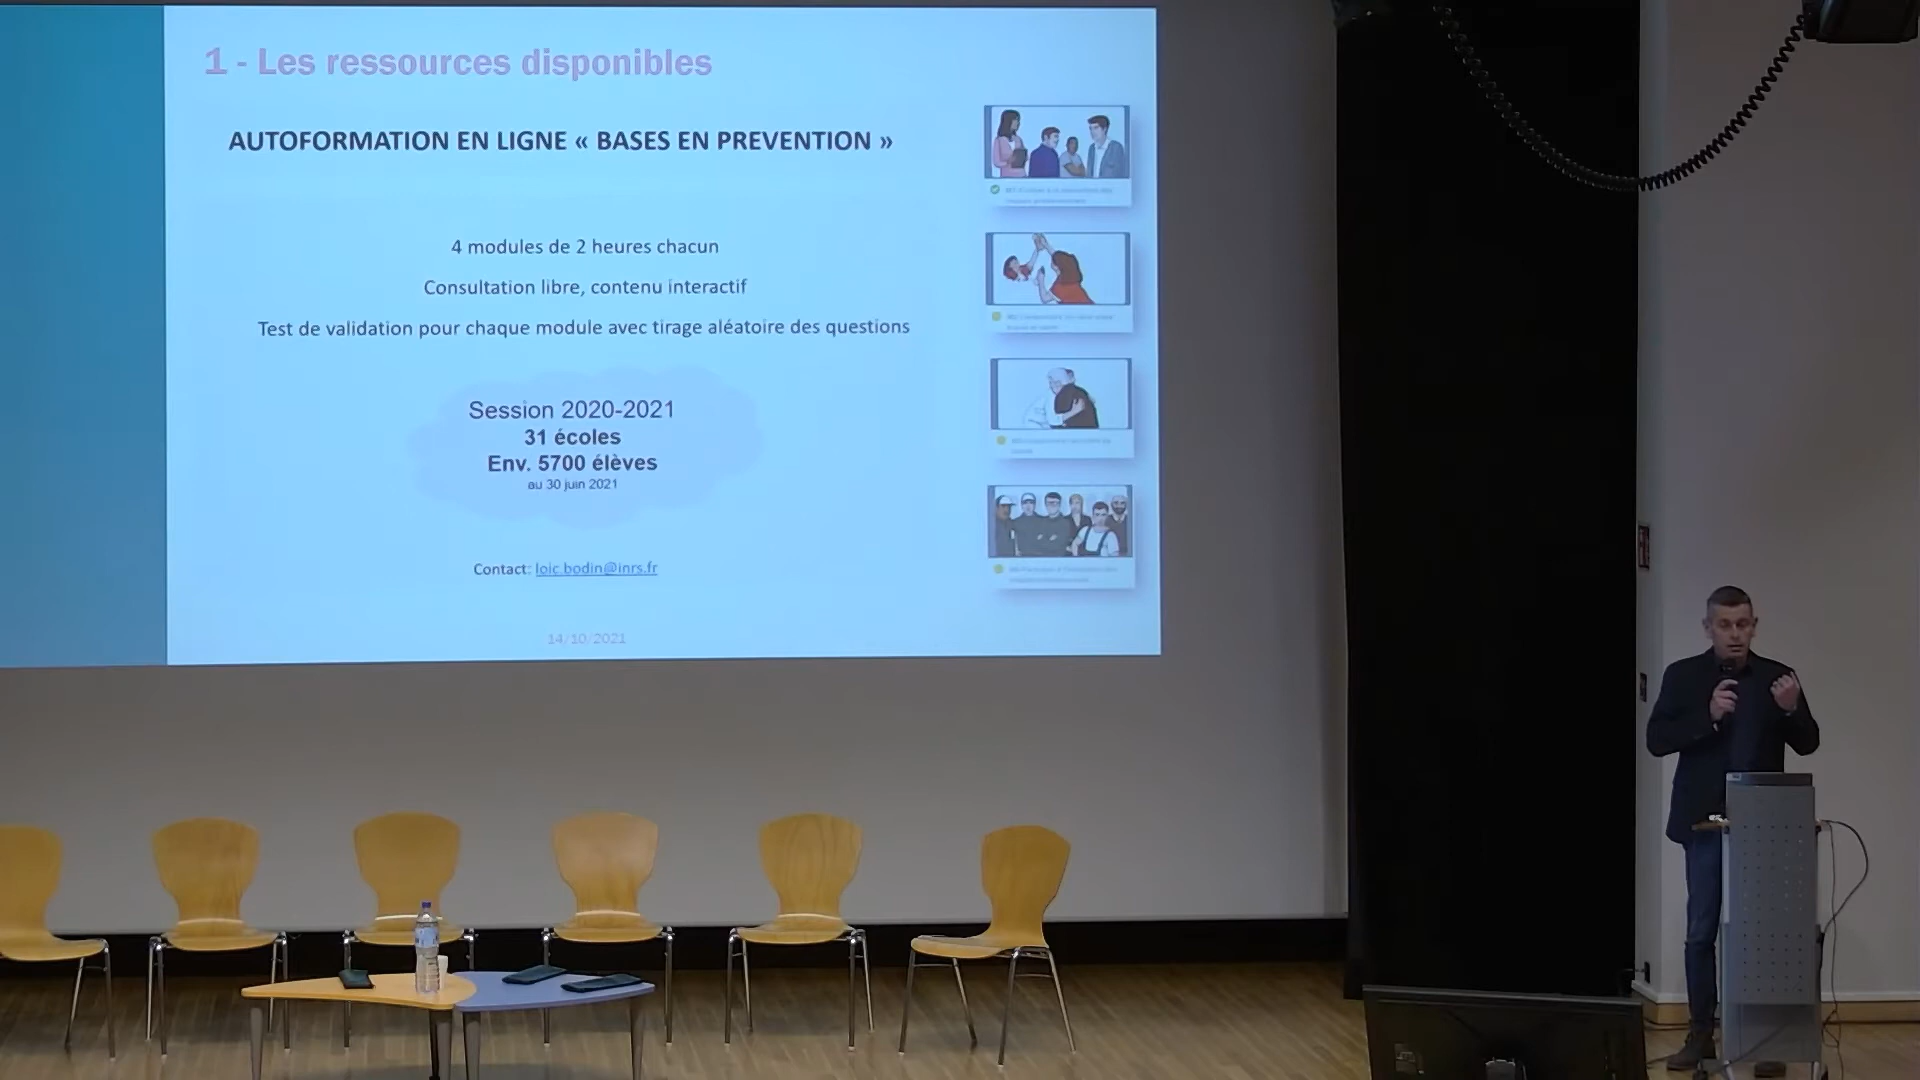 1 - Les ressources disponibles
AUTOFORMATION EN LIGNE « BASES EN PREVENTION »
4 modules de 2 heures chacun
Consultation libre, contenu interactif
Test de validation pour chaque module avec tirage aléatoire des questions
Session 2020-2021
31 écoles
Env. 5700 élèves
au 30 juin 2021
Contact: loic.bodin@inrs.fr
14/10/2021